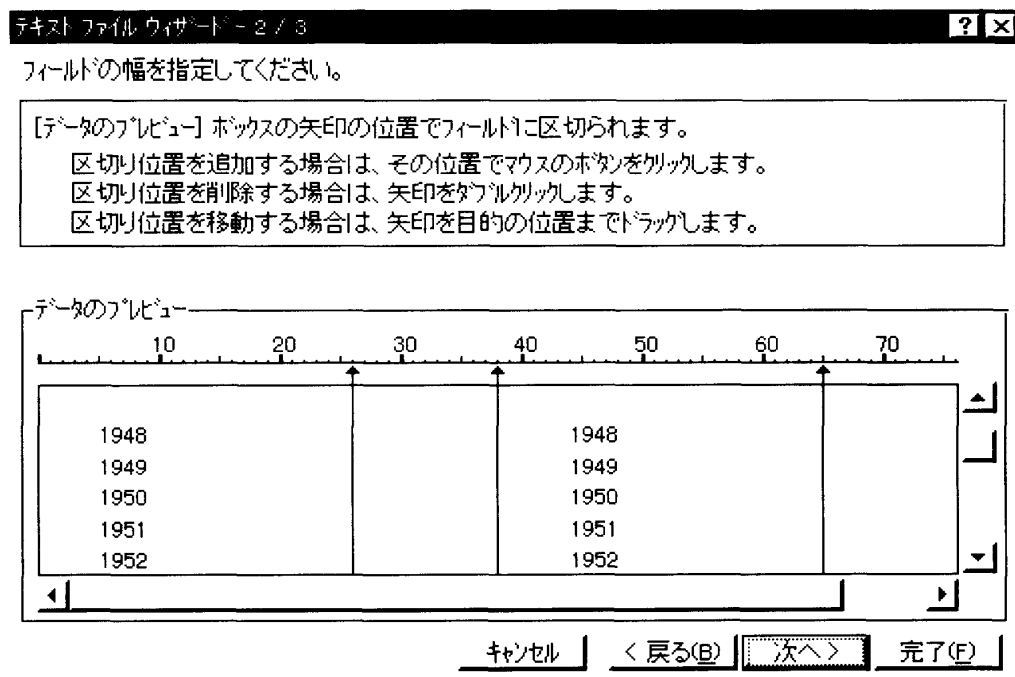 テキスト ファイル ウィザード - 2 / 3
フィールドの幅を指定してください。
[データのプレビュー] ボックスの矢印の位置でフィールドに区切られます。
区切り位置を追加する場合は、その位置でマウスのボタンをクリックします。
区切り位置を削除する場合は、矢印をダブルクリックします。
区切り位置を移動する場合は、矢印を目的の位置までドラッグします。
データのプレビュー
10 20 30 40 50 60 70
1948 1948
1949 1949
1950 1950
1951 1951
1952 1952
キャンセル < 戻る(B) 次へ > 完了(F)